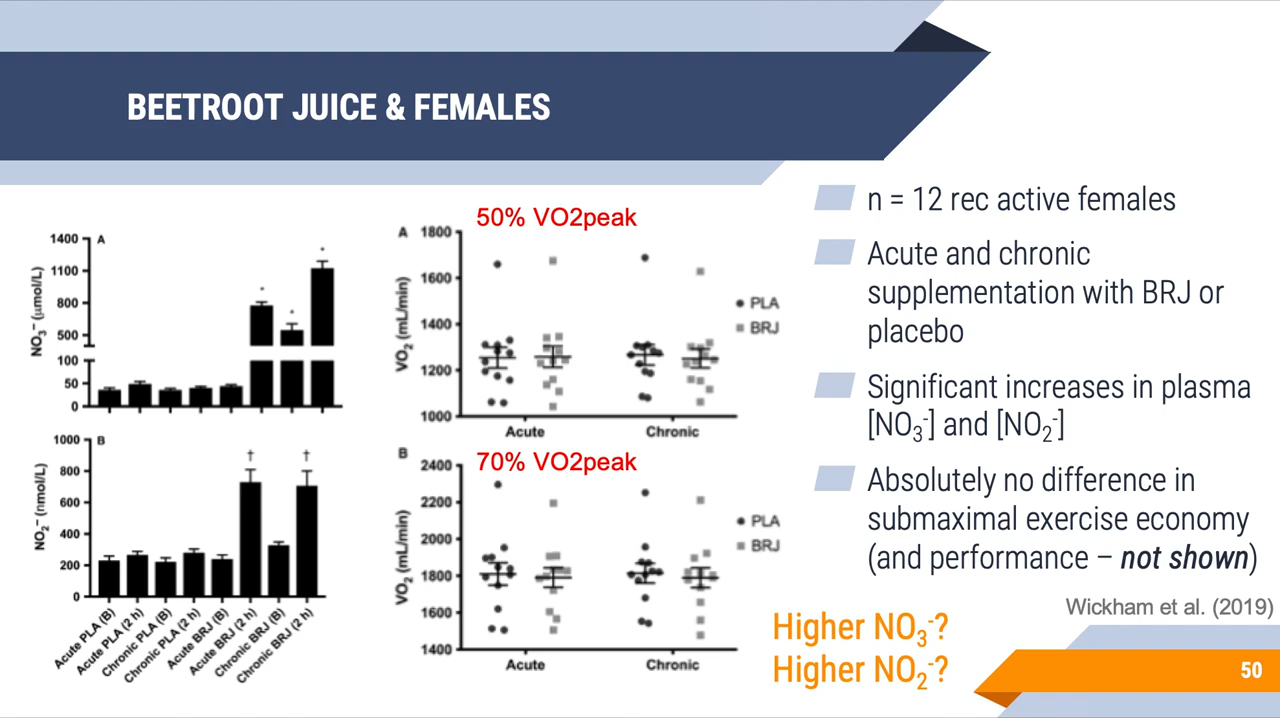 BEETROOT JUICE & FEMALES
A
NO₃⁻ (μmol/L)
1400
1100
800
500
100
50
0
*
*
*
B
NO₂⁻ (nmol/L)
1000
800
600
400
200
0
†
†
Acute PLA (B)
Acute PLA (2 h)
Chronic PLA (B)
Chronic PLA (2 h)
Acute BRJ (B)
Acute BRJ (2 h)
Chronic BRJ (B)
Chronic BRJ (2 h)
A
50% VO2peak
VO₂ (mL/min)
1800
1600
1400
1200
1000
PLA
BRJ
Acute
Chronic
B
70% VO2peak
VO₂ (mL/min)
2400
2200
2000
1800
1600
1400
PLA
BRJ
Acute
Chronic
n = 12 rec active females
Acute and chronic
supplementation with BRJ or
placebo
Significant increases in plasma
[NO₃⁻] and [NO₂⁻]
Absolutely no difference in
submaximal exercise economy
(and performance – not shown)
Wickham et al. (2019)
Higher NO₃⁻?
Higher NO₂⁻?
50